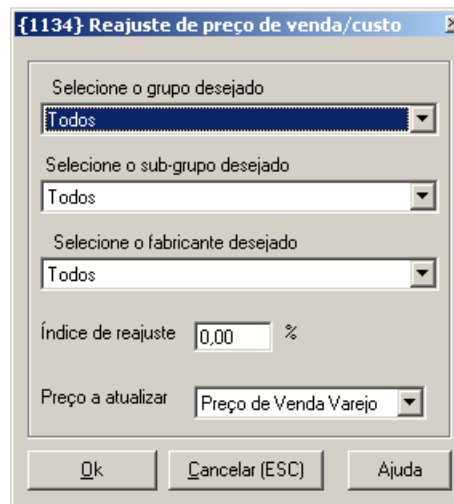 {1134} Reajuste de preço de venda/custo
Selecione o grupo desejado
Todos
Selecione o sub-grupo desejado
Todos
Selecione o fabricante desejado
Todos
Índice de reajuste 0,00 %
Preço a atualizar Preço de Venda Varejo
Ok Cancelar (ESC) Ajuda